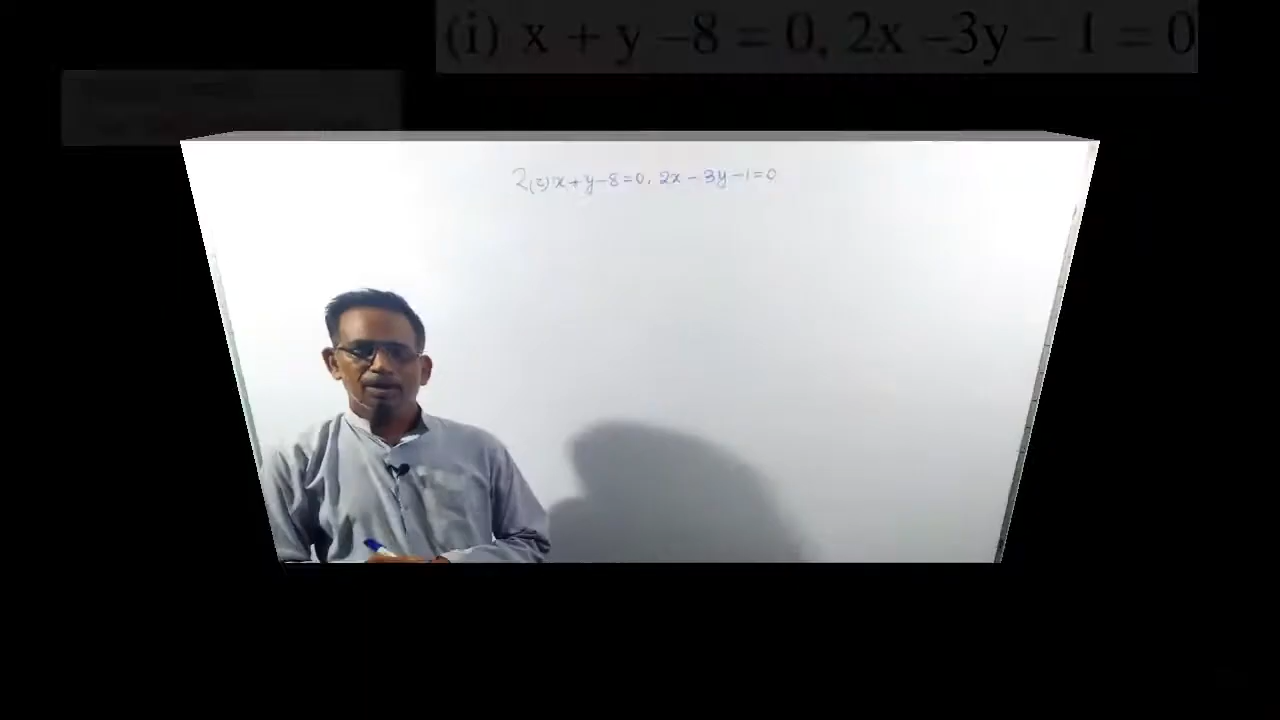 (i) x + y –8 = 0, 2x –3y – 1 = 0
2(i) x + y – 8 = 0, 2x – 3y – 1 = 0